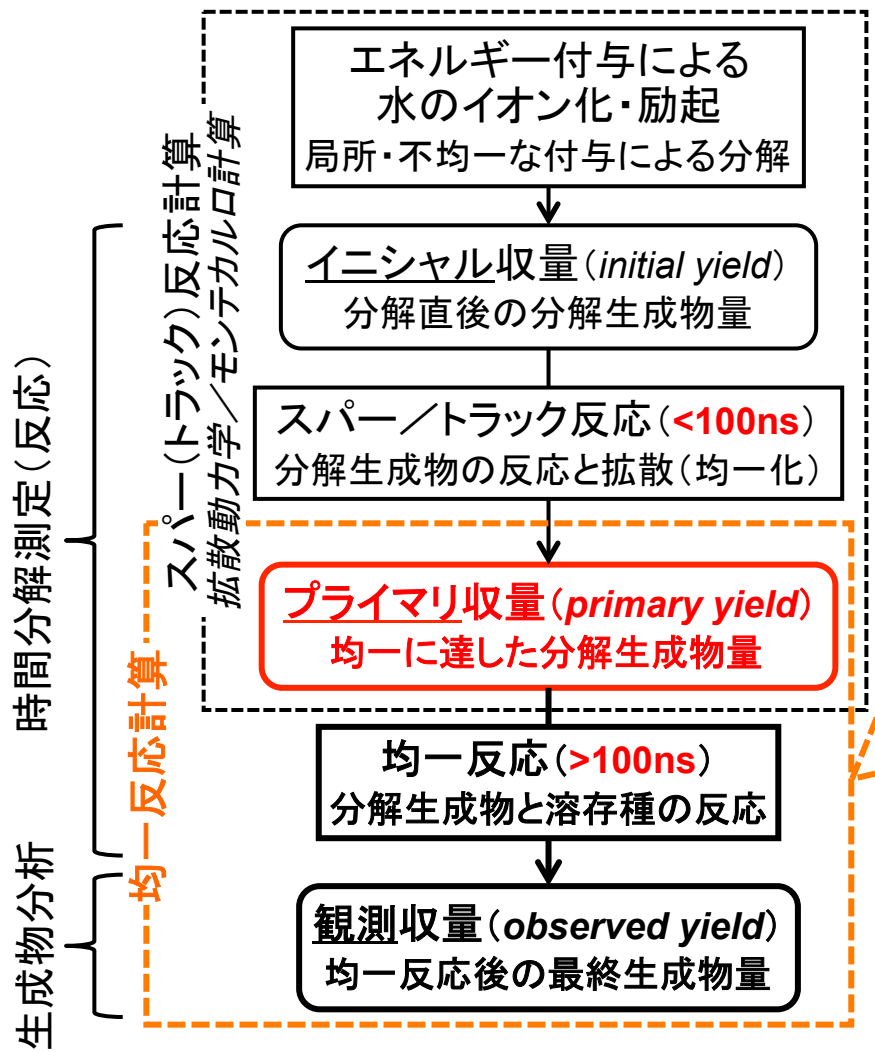 エネルギー付与による
水のイオン化・励起
局所・不均一な付与による分解
イニシャル収量(initial yield)
分解直後の分解生成物量
スパー/トラック反応(<100ns)
分解生成物の反応と拡散(均一化)
プライマリ収量(primary yield)
均一に達した分解生成物量
均一反応(>100ns)
分解生成物と溶存種の反応
観測収量(observed yield)
均一反応後の最終生成物量
スパー(トラック)反応計算
拡散動力学/モンテカルロ計算
均一反応計算
時間分解測定(反応)
生成物分析